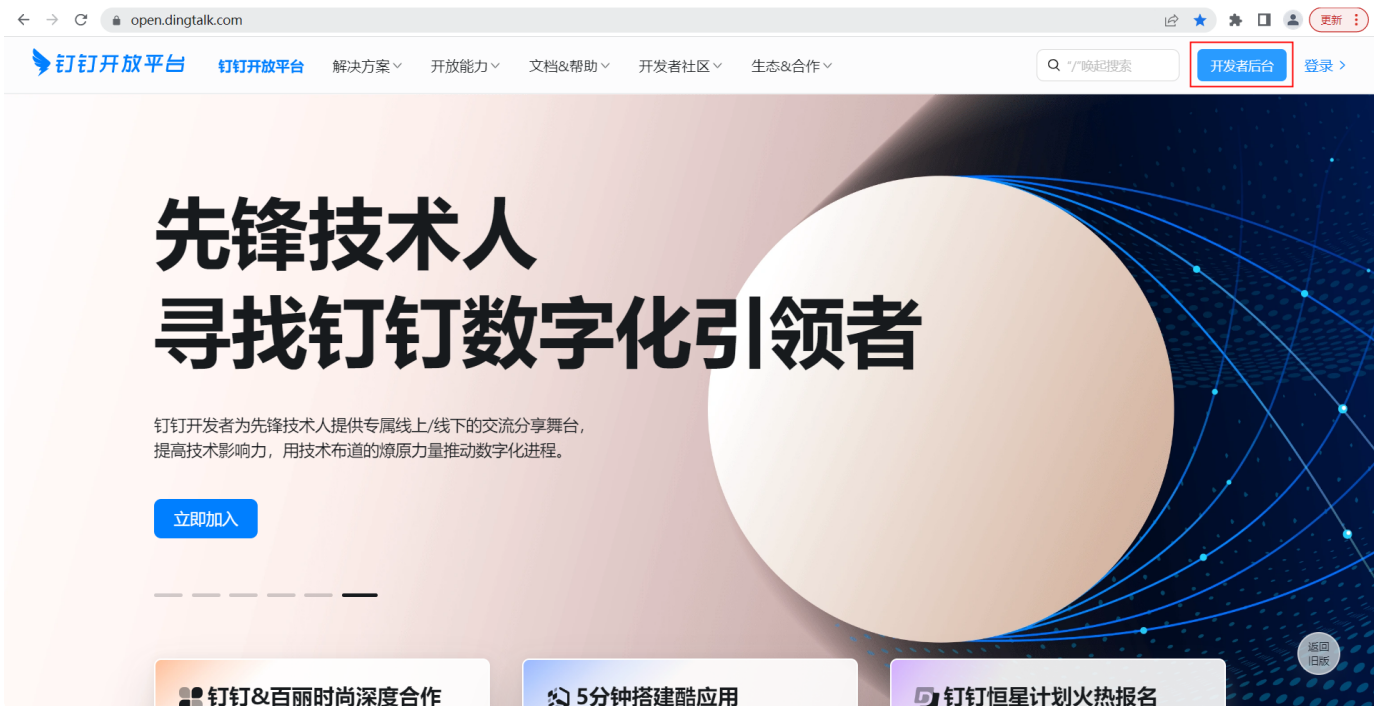 open.dingtalk.com
更新
钉钉开放平台 钉钉开放平台 解决方案 开放能力 文档&帮助 开发者社区 生态&合作 "/"唤起搜索 开发者后台 登录 >
先锋技术人
寻找钉钉数字化引领者
钉钉开发者为先锋技术人提供专属线上/线下的交流分享舞台，
提高技术影响力，用技术布道的燎原力量推动数字化进程。
立即加入
返回
旧版
钉钉&百丽时尚深度合作 5分钟搭建酷应用 钉钉恒星计划火热报名